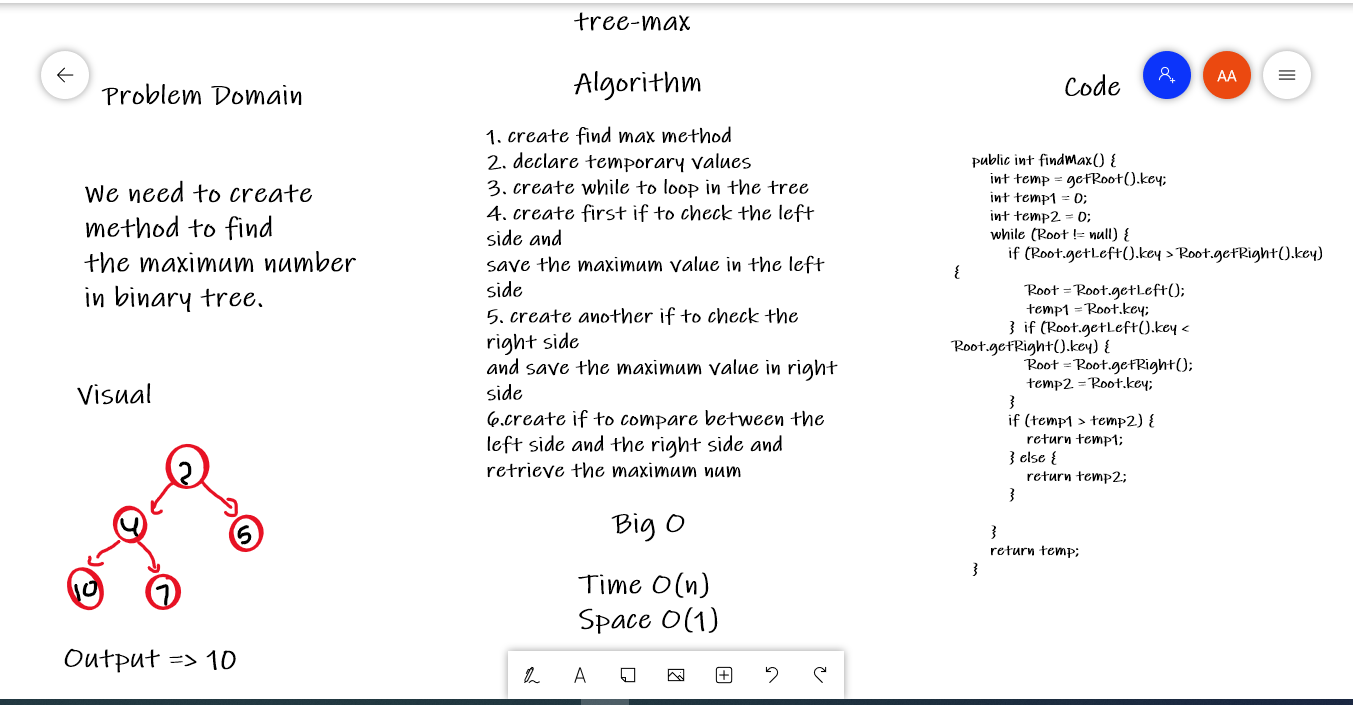 tree-max
Problem Domain
We need to create
method to find
the maximum number
in binary tree.
Visual
2
4
5
10
7
Output => 10
Algorithm
1. create find max method
2. declare temporary values
3. create while to loop in the tree
4. create first if to check the left
side and
save the maximum value in the left
side
5. create another if to check the
right side
and save the maximum value in right
side
6.create if to compare between the
left side and the right side and
retrieve the maximum num
Big O
Time O(n)
Space O(1)
Code
AA
public int findMax() {
int temp = getRoot().key;
int temp1 = 0;
int temp2 = 0;
while (Root != null) {
if (Root.getLeft().key > Root.getRight().key)
{
Root = Root.getLeft();
temp1 = Root.key;
} if (Root.getLeft().key <
Root.getRight().key) {
Root = Root.getRight();
temp2 = Root.key;
}
if (temp1 > temp2) {
return temp1;
} else {
return temp2;
}
}
return temp;
}
A